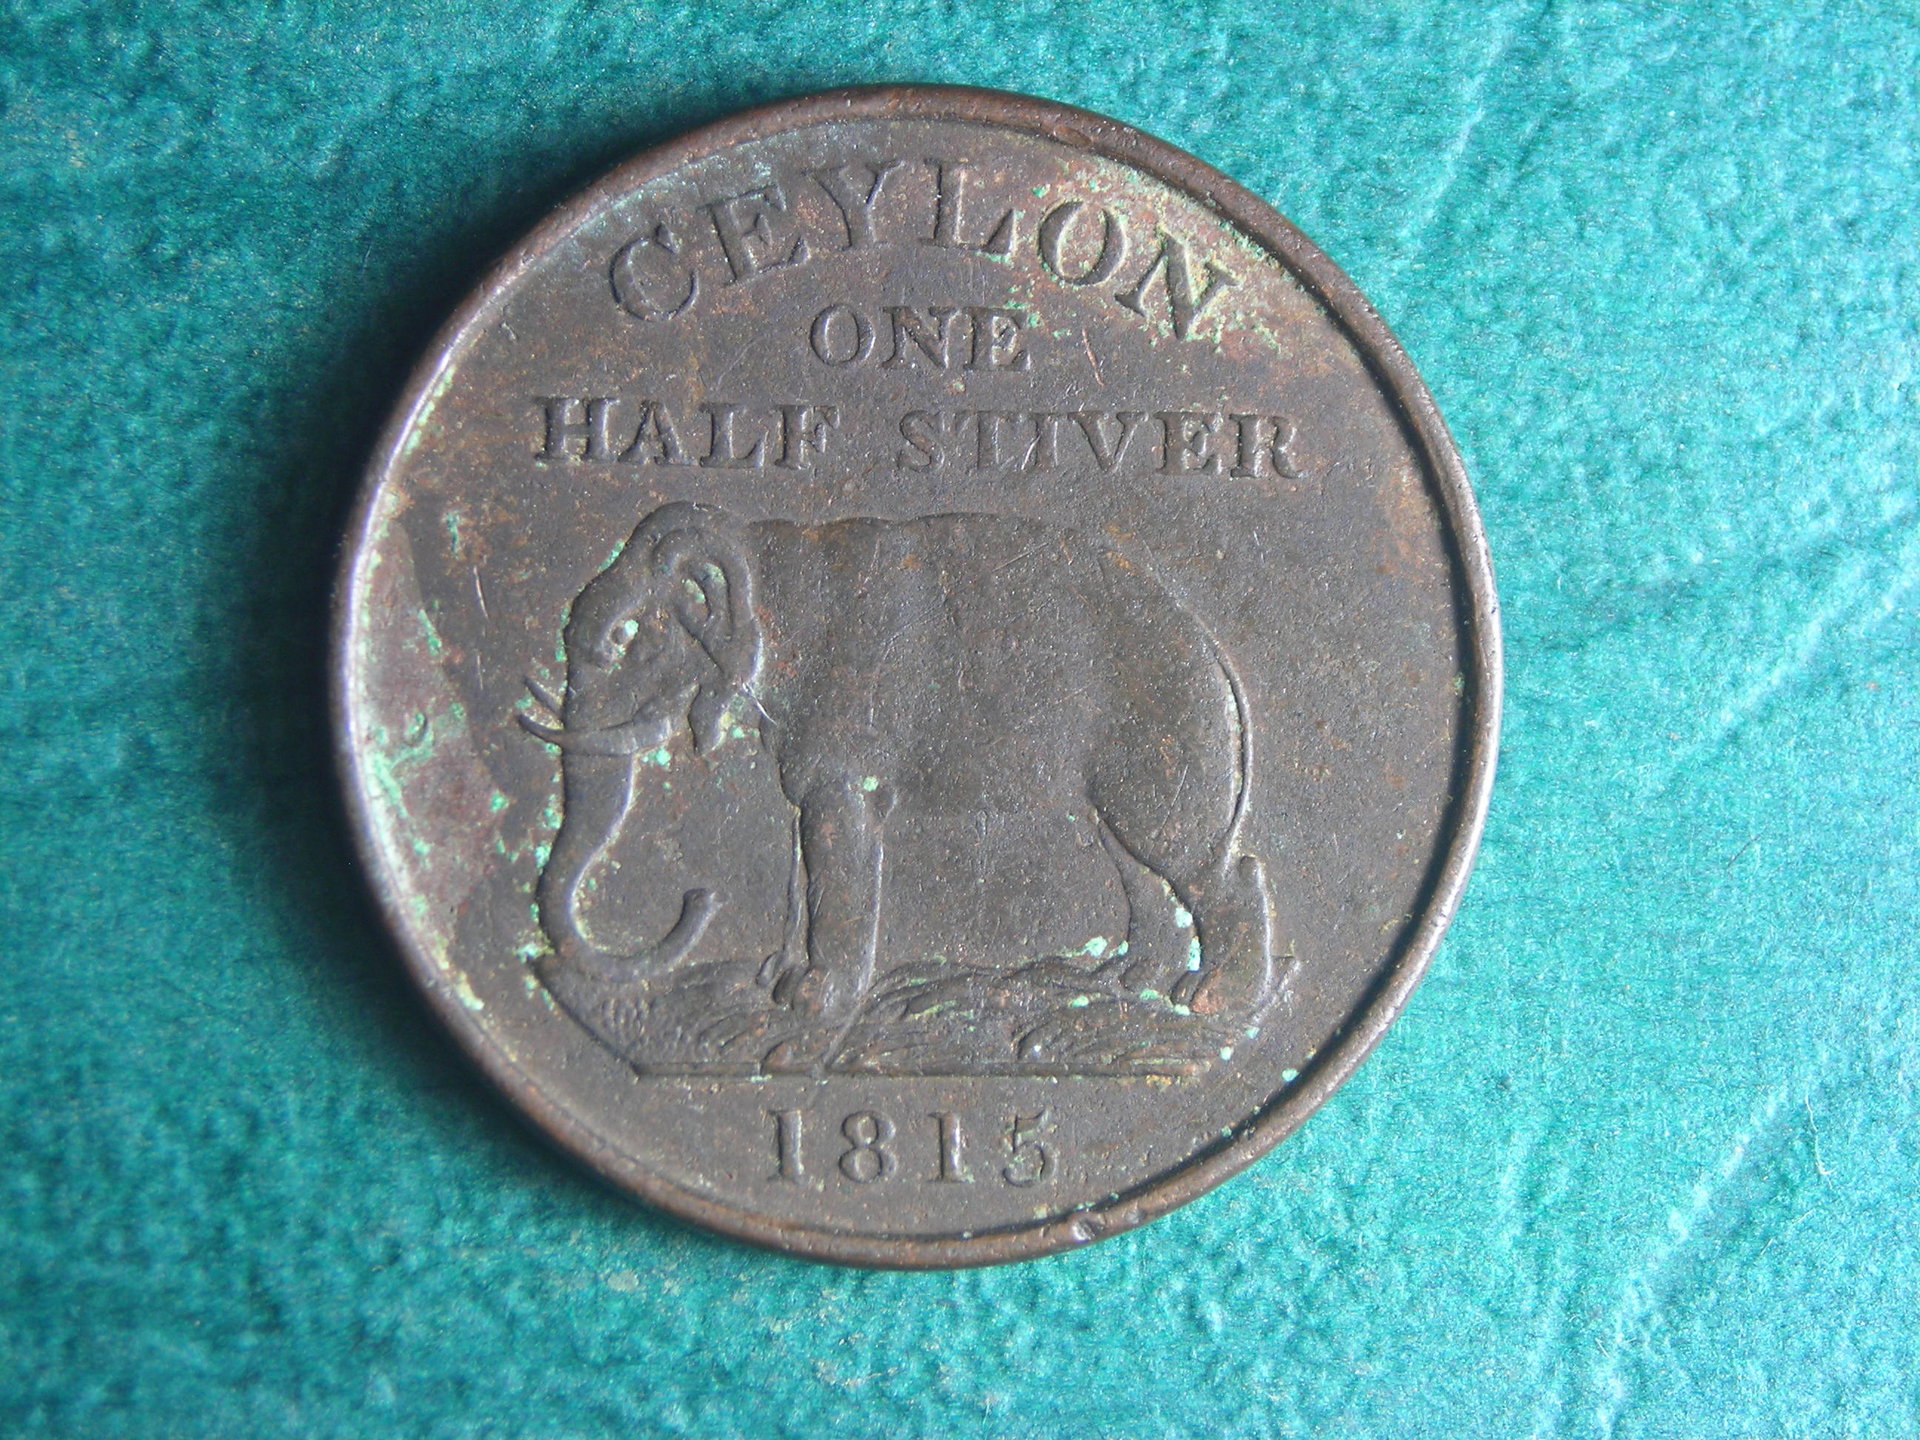 CEYLON
ONE
HALF STIVER
1815